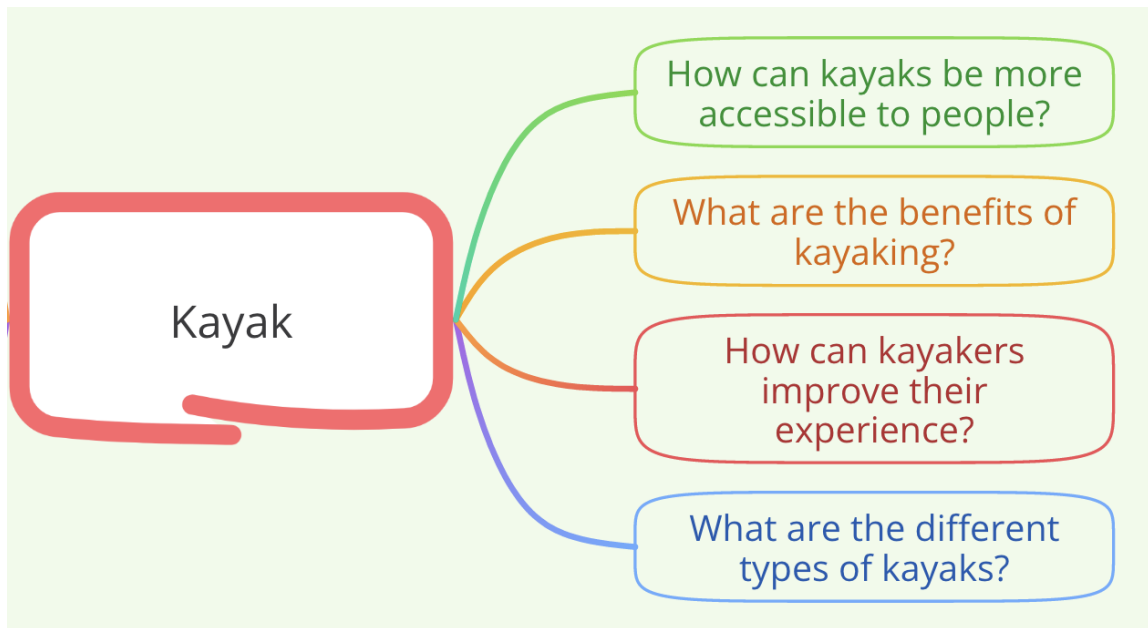 Kayak
How can kayaks be more
accessible to people?
What are the benefits of
kayaking?
How can kayakers
improve their
experience?
What are the different
types of kayaks?